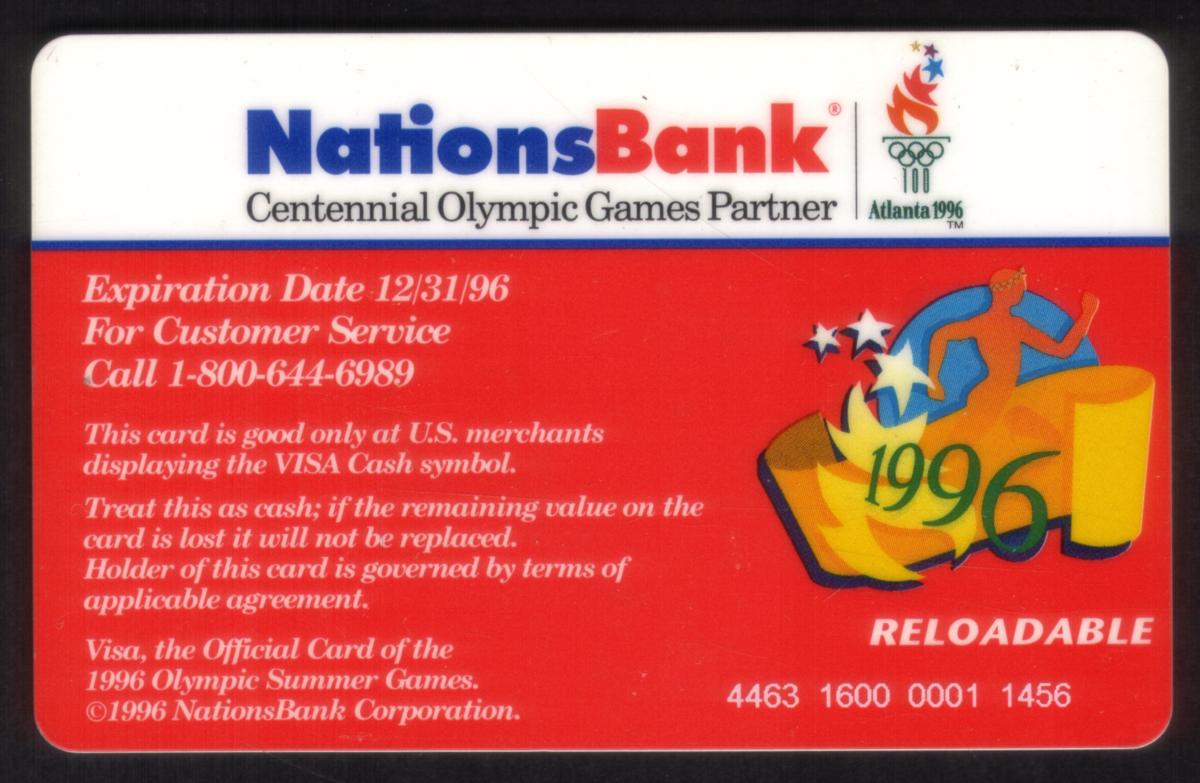 NationsBank®
Centennial Olympic Games Partner
Atlanta 1996
TM
Expiration Date 12/31/96
For Customer Service
Call 1-800-644-6989
This card is good only at U.S. merchants
displaying the VISA Cash symbol.
Treat this as cash; if the remaining value on the
card is lost it will not be replaced.
Holder of this card is governed by terms of
applicable agreement.
Visa, the Official Card of the
1996 Olympic Summer Games.
©1996 NationsBank Corporation.
1996
RELOADABLE
4463 1600 0001 1456